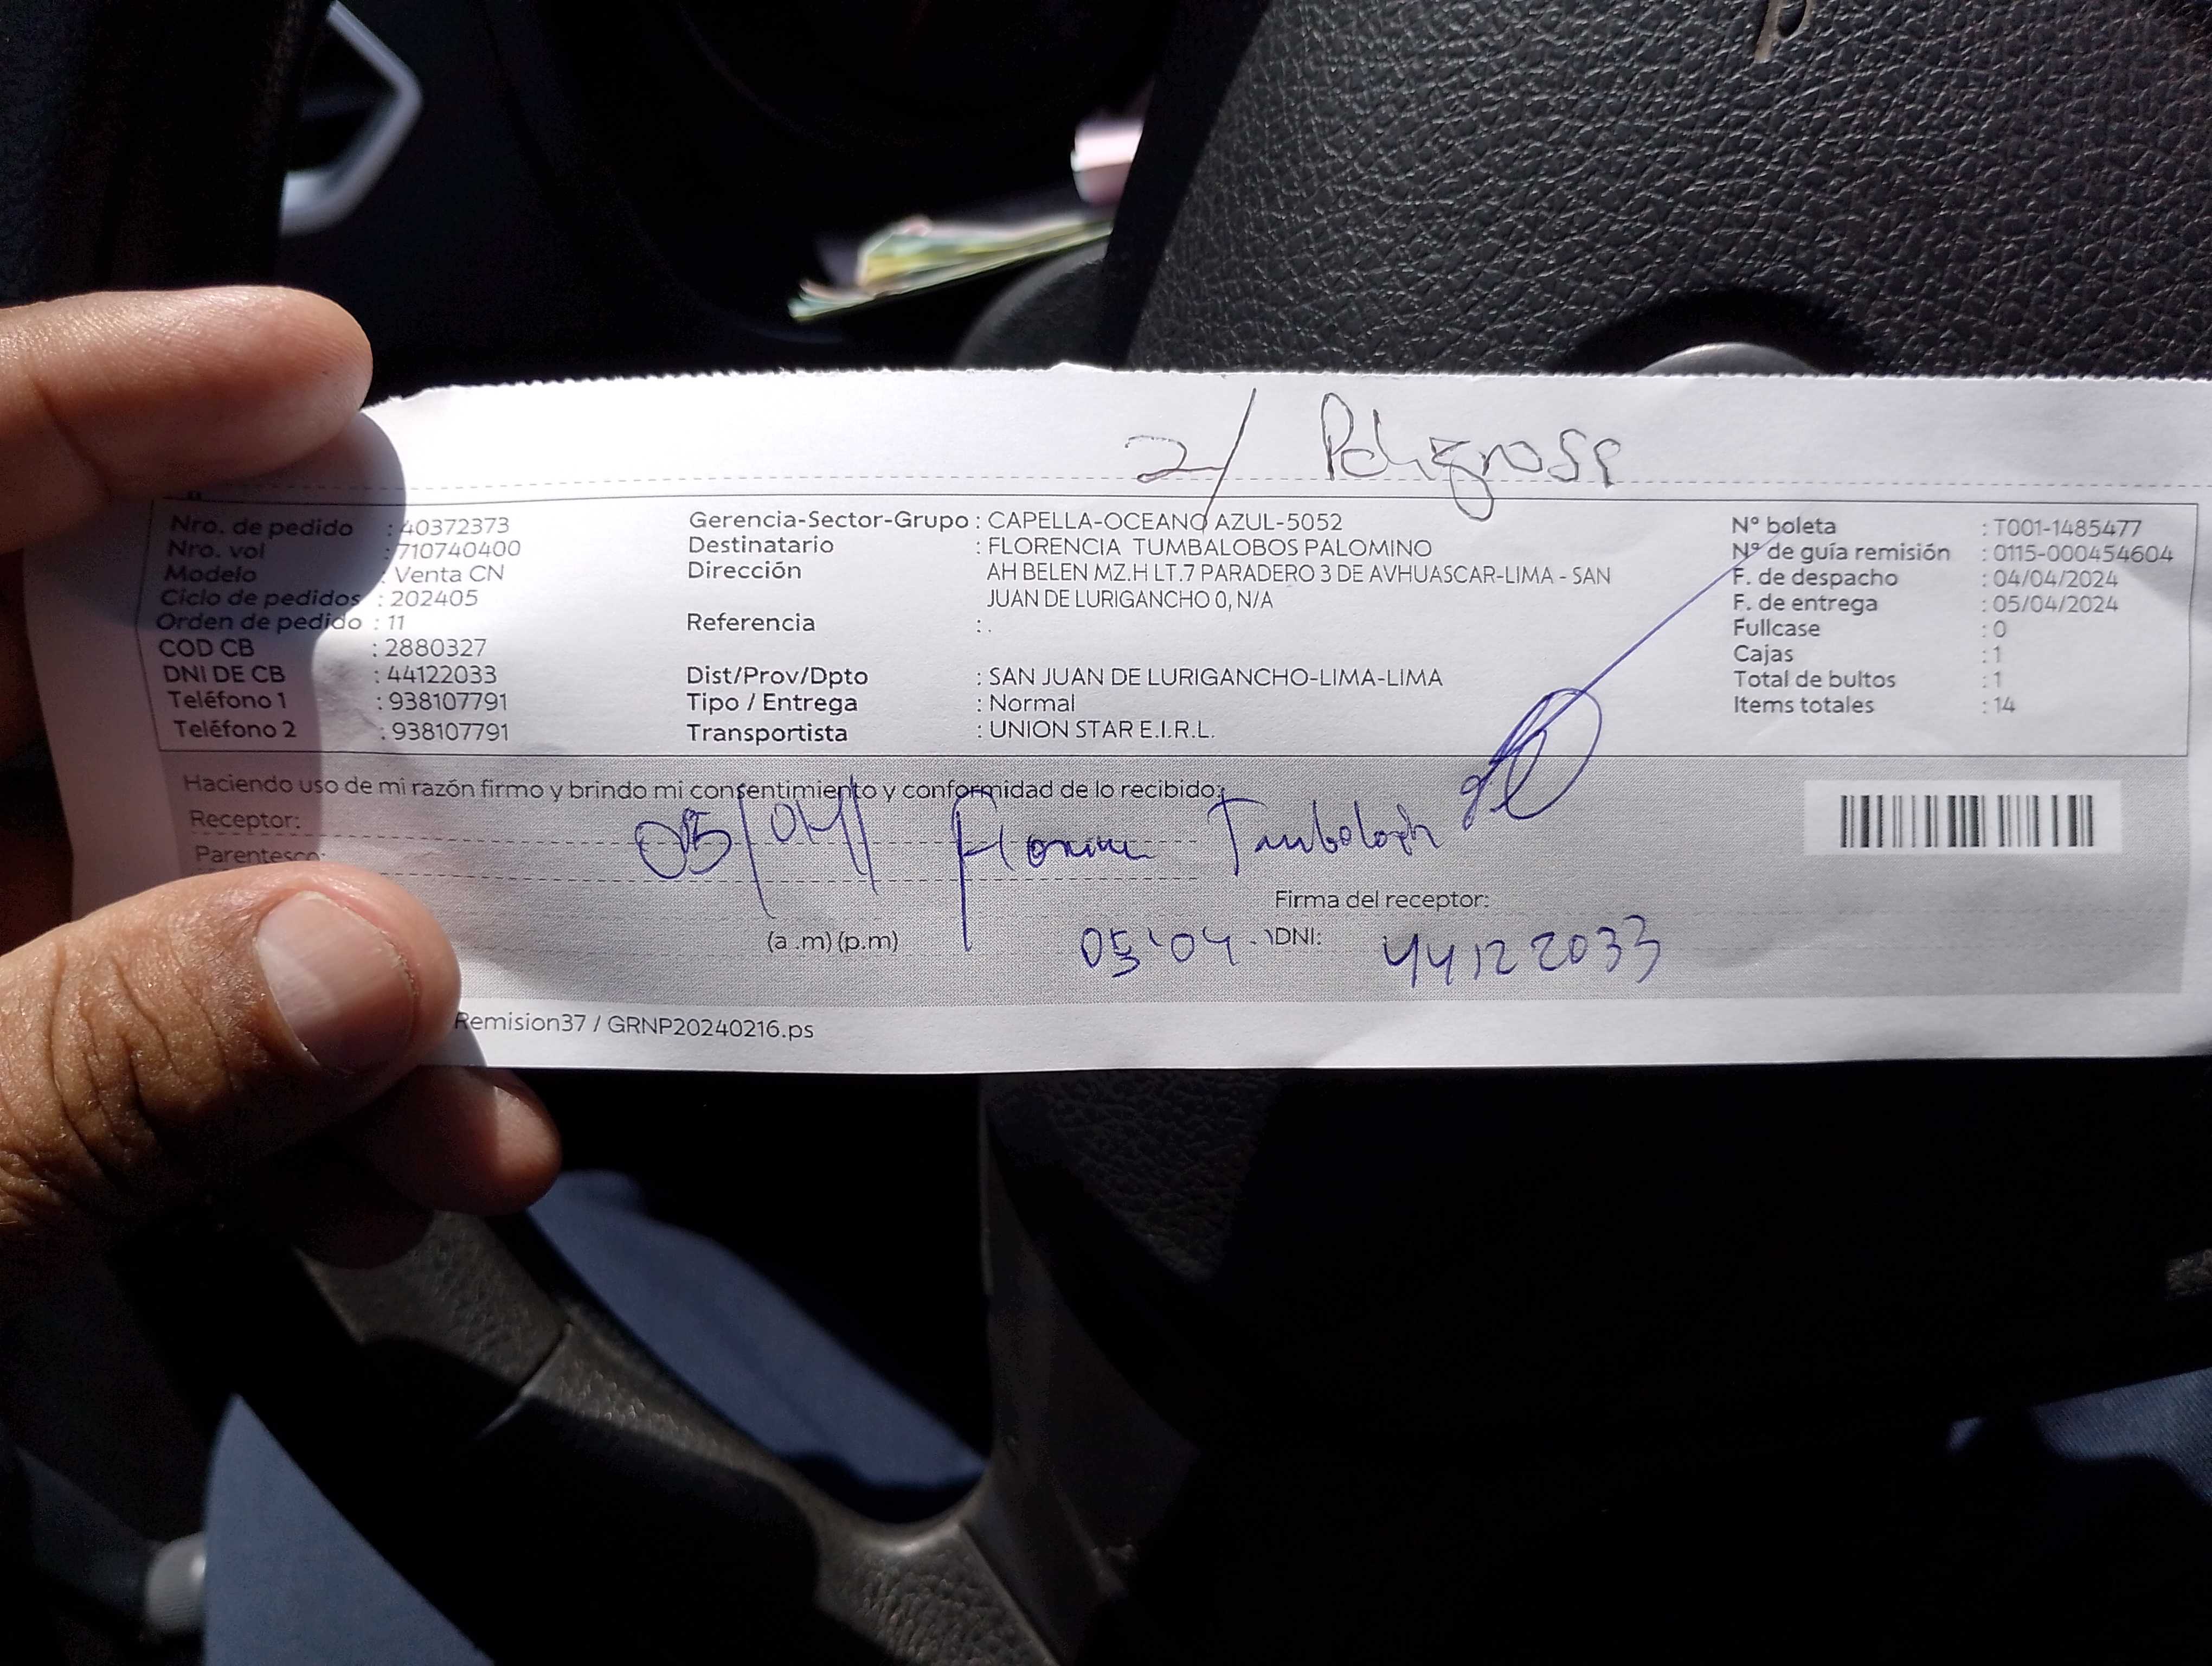 2/ Peligroso
Nro. de pedido : 40372373
Nro. vol : 710740400
Modelo : Venta CN
Ciclo de pedidos : 202405
Orden de pedido : 11
COD CB : 2880327
DNI DE CB : 44122033
Teléfono 1 : 938107791
Teléfono 2 : 938107791
Gerencia-Sector-Grupo : CAPELLA-OCEANO AZUL-5052
Destinatario : FLORENCIA TUMBALOBOS PALOMINO
Dirección AH BELEN MZ.H LT.7 PARADERO 3 DE AVHUASCAR-LIMA - SAN
JUAN DE LURIGANCHO 0, N/A
Referencia : .
Dist/Prov/Dpto : SAN JUAN DE LURIGANCHO-LIMA-LIMA
Tipo / Entrega : Normal
Transportista : UNION STAR E.I.R.L.
N° boleta : T001-1485477
N° de guía remisión : 0115-000454604
F. de despacho : 04/04/2024
F. de entrega : 05/04/2024
Fullcase : 0
Cajas : 1
Total de bultos : 1
Items totales : 14
Haciendo uso de mi razón firmo y brindo mi consentimiento y conformidad de lo recibido:
Receptor:
05/04/ Tumbalobos
Parentesco:
Firma del receptor:
(a .m) (p.m) 05-04- DNI: 44122033
Remision37 / GRNP20240216.ps